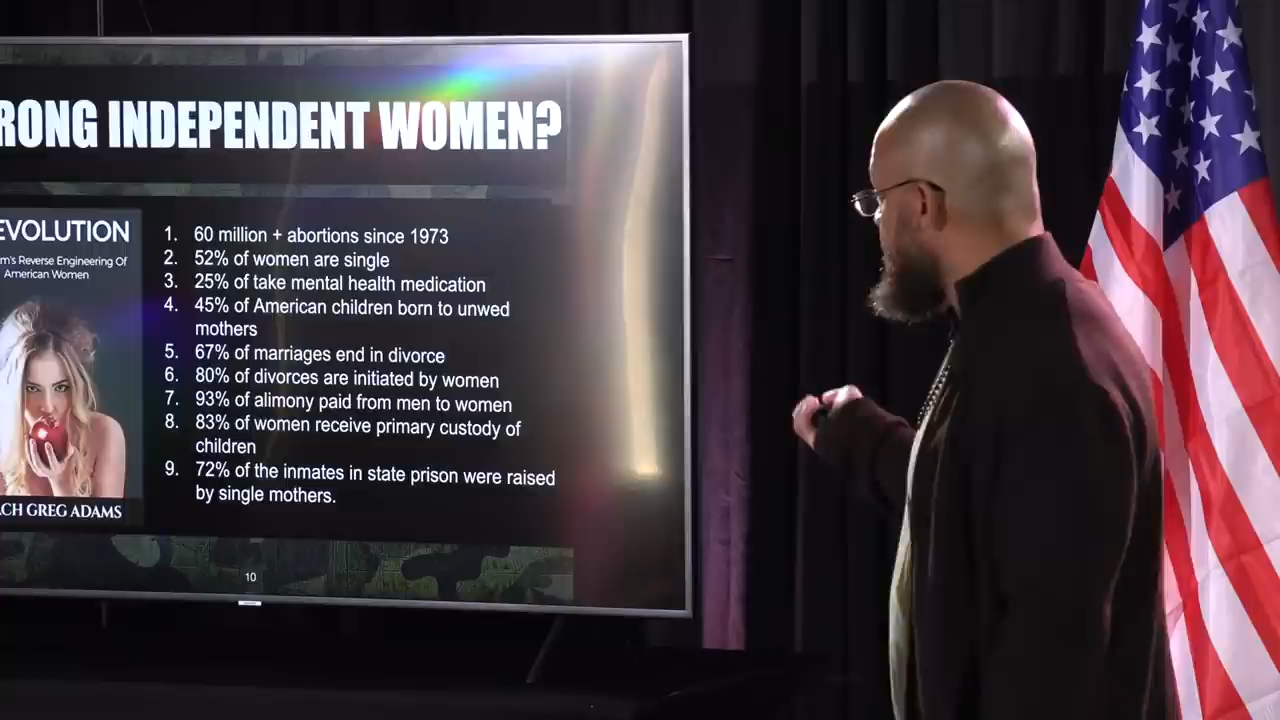 RONG INDEPENDENT WOMEN?
EVOLUTION
m's Reverse Engineering Of
American Women
ACH GREG ADAMS
1. 60 million + abortions since 1973
2. 52% of women are single
3. 25% of take mental health medication
4. 45% of American children born to unwed
mothers
5. 67% of marriages end in divorce
6. 80% of divorces are initiated by women
7. 93% of alimony paid from men to women
8. 83% of women receive primary custody of
children
9. 72% of the inmates in state prison were raised
by single mothers.
10